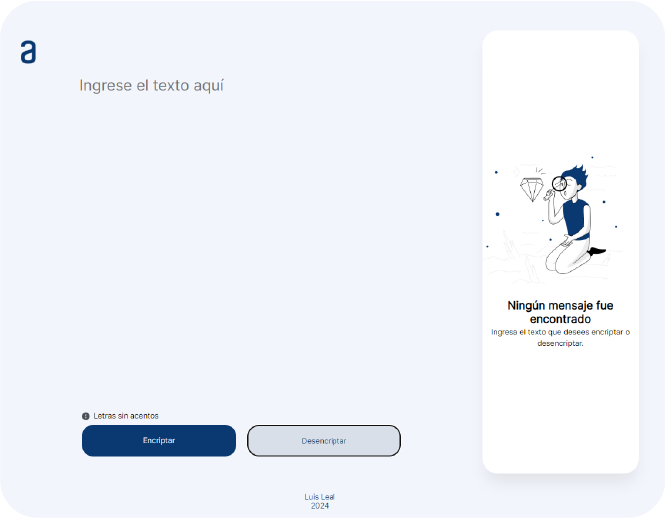 a
Ingrese el texto aquí
Ningún mensaje fue
encontrado
Ingresa el texto que desees encriptar o
desencriptar.
Letras sin acentos
Encriptar
Desencriptar
Luis Leal
2024